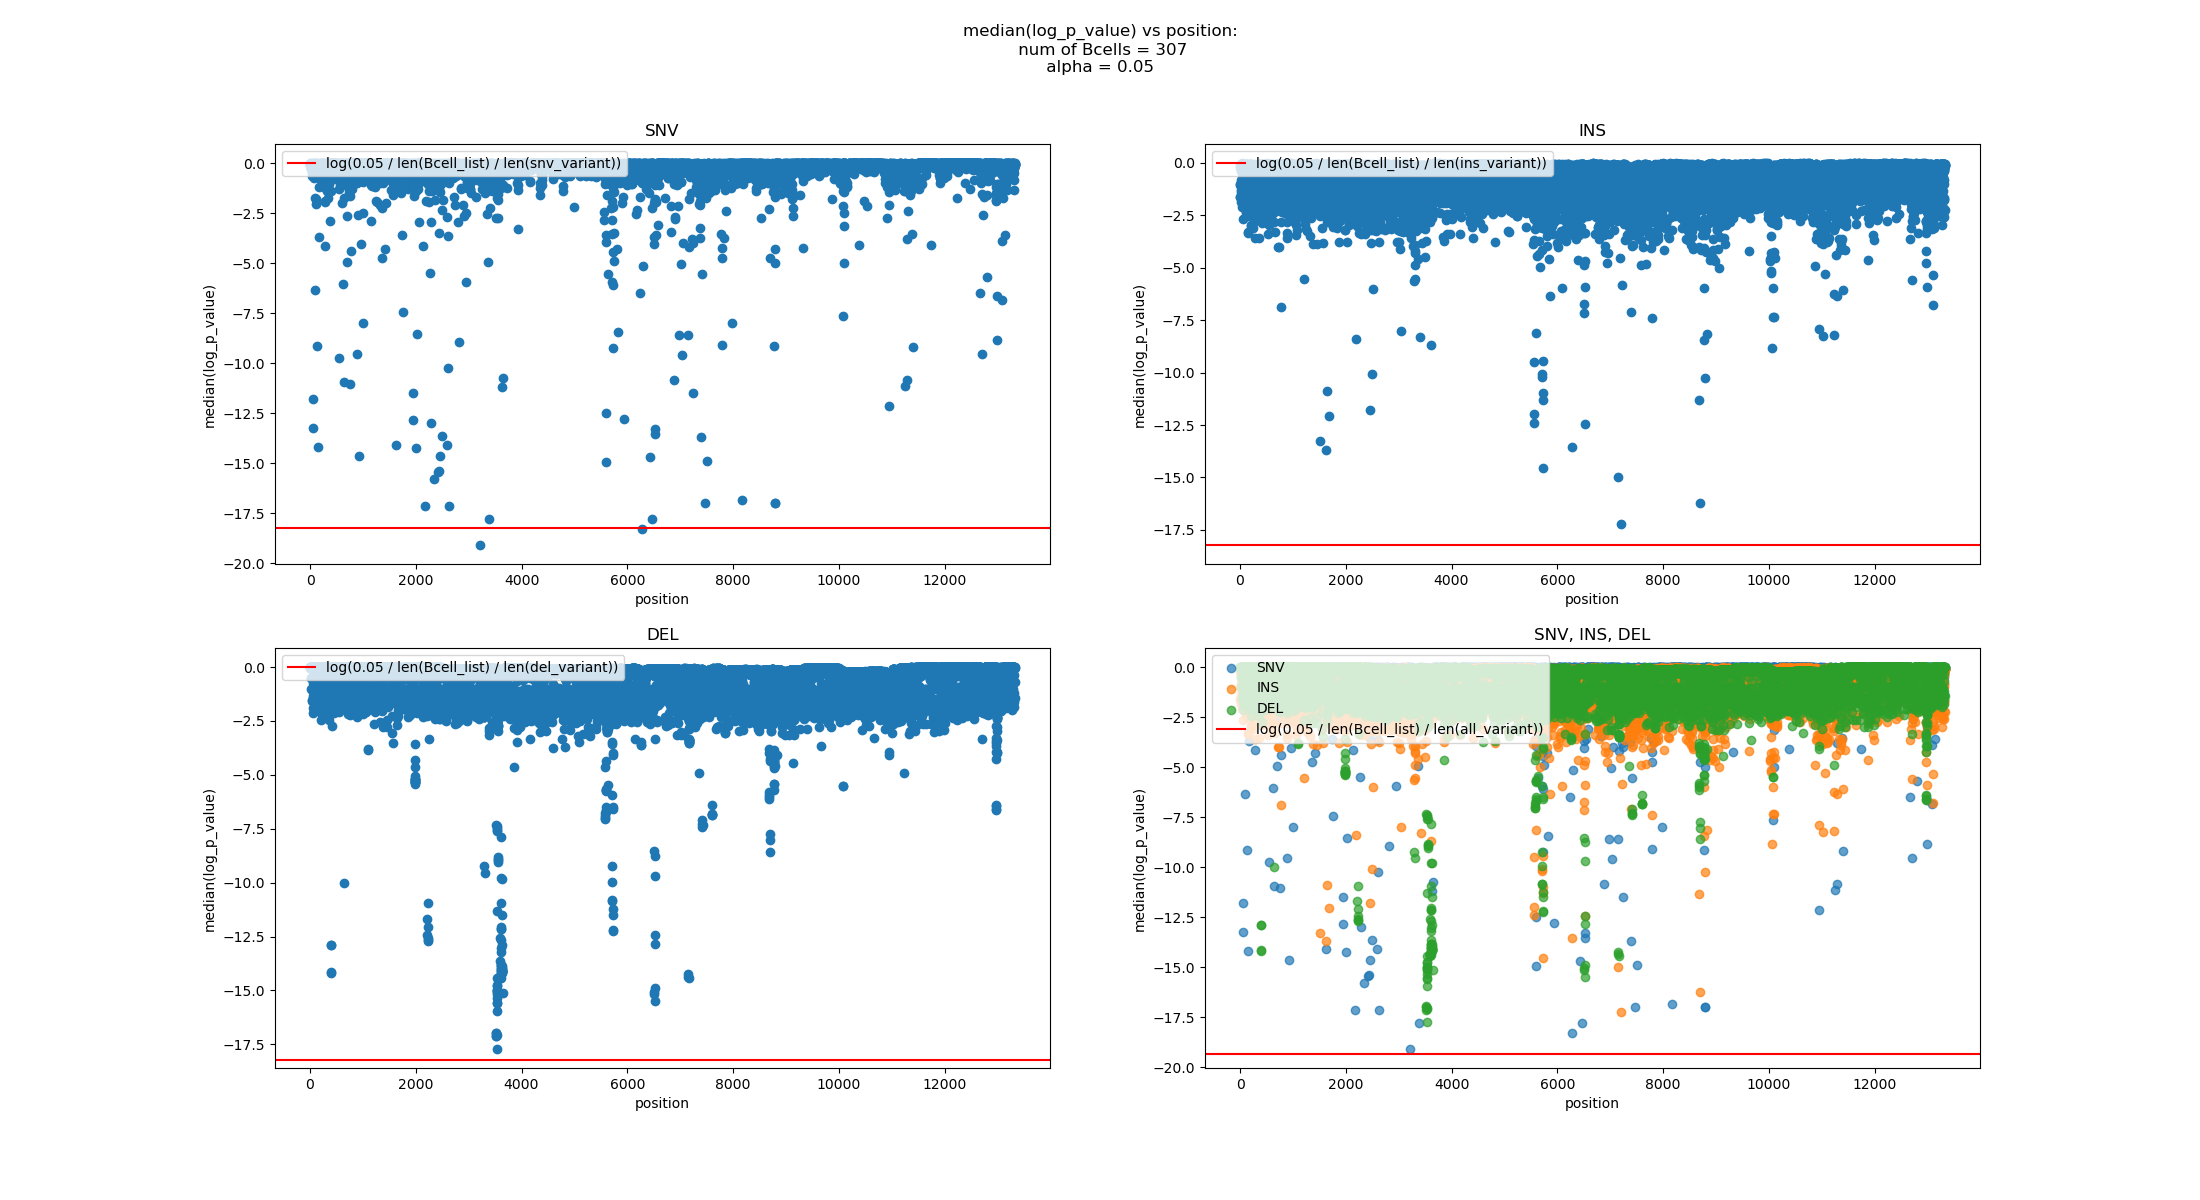 median(log_p_value) vs position:
num of Bcells = 307
alpha = 0.05
SNV
log(0.05 / len(Bcell_list) / len(snv_variant))
0.0
−2.5
−5.0
−7.5
−10.0
−12.5
−15.0
−17.5
−20.0
median(log_p_value)
0 2000 4000 6000 8000 10000 12000
position
INS
log(0.05 / len(Bcell_list) / len(ins_variant))
0.0
−2.5
−5.0
−7.5
−10.0
−12.5
−15.0
−17.5
median(log_p_value)
0 2000 4000 6000 8000 10000 12000
position
DEL
log(0.05 / len(Bcell_list) / len(del_variant))
0.0
−2.5
−5.0
−7.5
−10.0
−12.5
−15.0
−17.5
median(log_p_value)
0 2000 4000 6000 8000 10000 12000
position
SNV, INS, DEL
SNV
INS
DEL
log(0.05 / len(Bcell_list) / len(all_variant))
0.0
−2.5
−5.0
−7.5
−10.0
−12.5
−15.0
−17.5
−20.0
median(log_p_value)
0 2000 4000 6000 8000 10000 12000
position